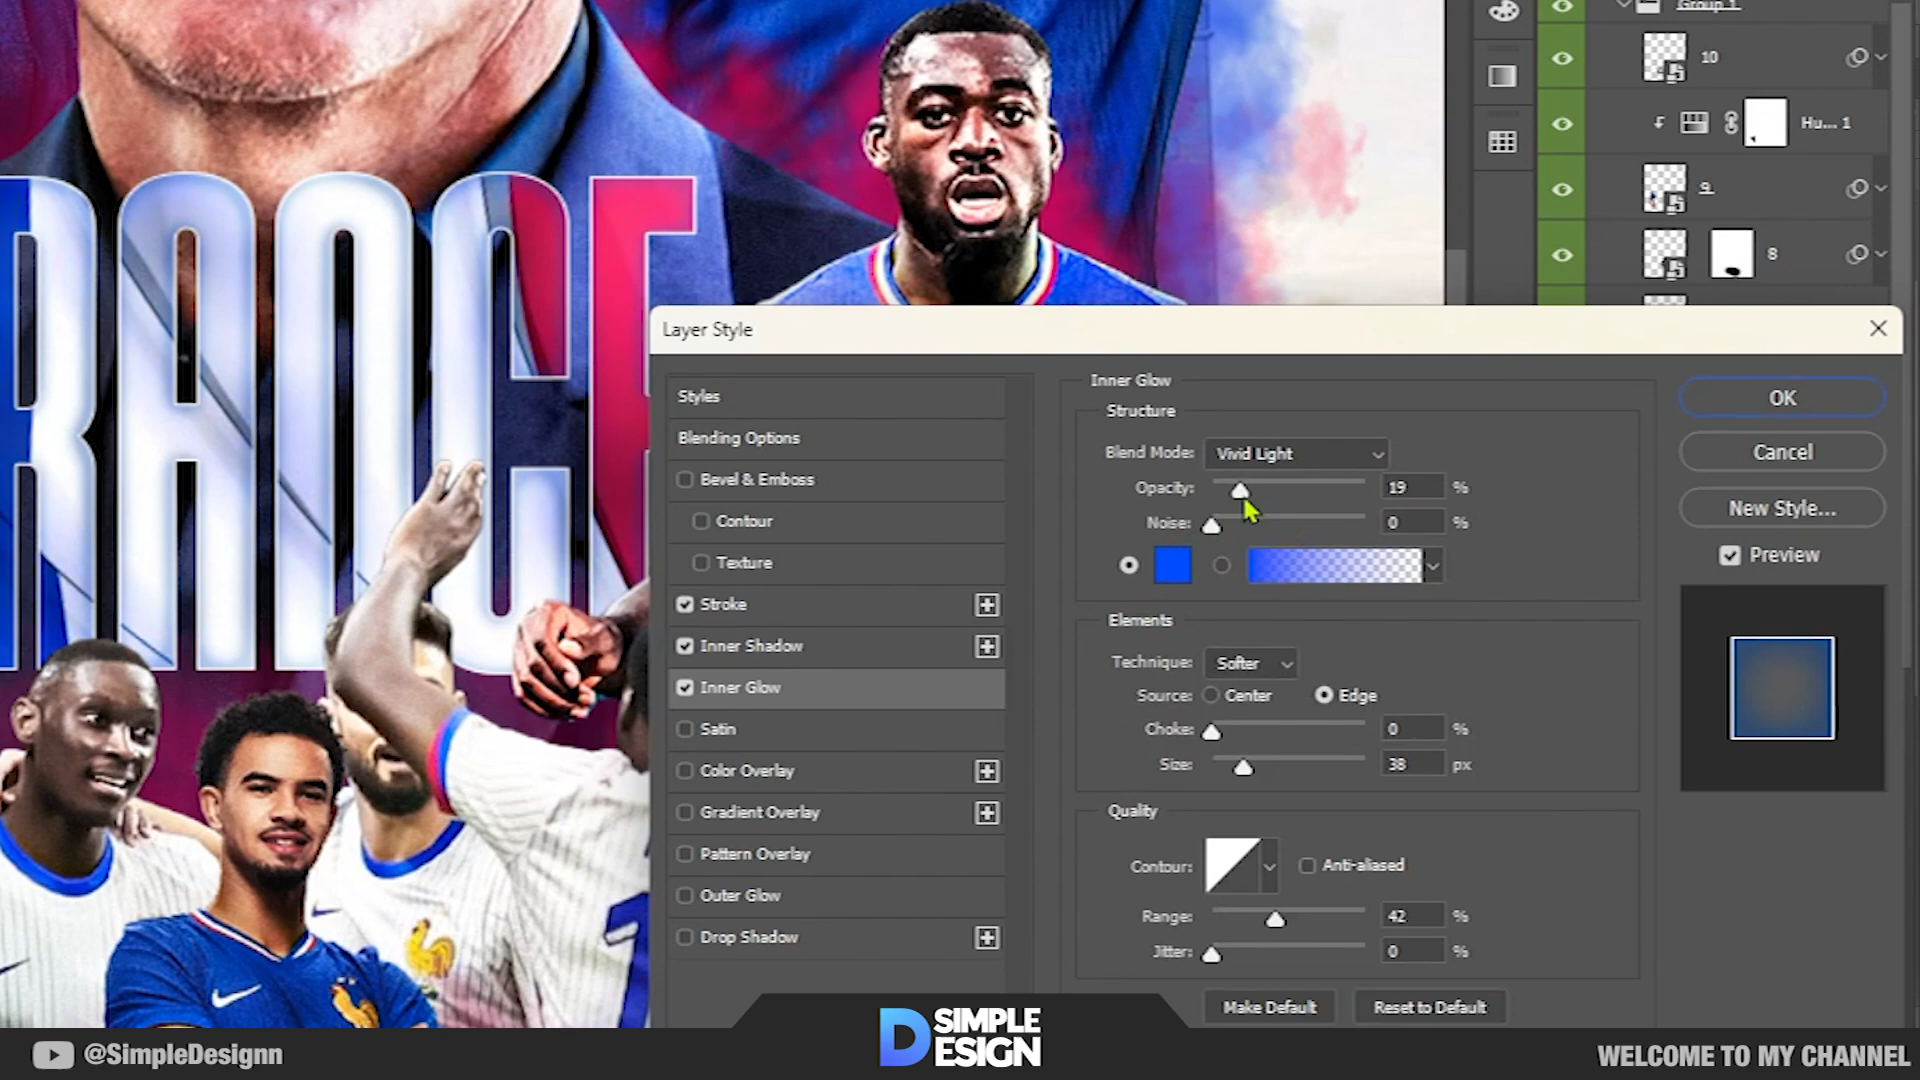 RANCE
Group 1
10
Hu... 1
9
8
Layer Style
Styles
Blending Options
Bevel & Emboss
Contour
Texture
Stroke
Inner Shadow
Inner Glow
Satin
Color Overlay
Gradient Overlay
Pattern Overlay
Outer Glow
Drop Shadow
Inner Glow
Structure
Blend Mode: Vivid Light
Opacity: 19 %
Noise: 0 %
Elements
Technique: Softer
Source: Center Edge
Choke: 0 %
Size: 38 px
Quality
Contour: Anti-aliased
Range: 42 %
Jitter: 0 %
Make Default Reset to Default
OK
Cancel
New Style...
Preview
@SimpleDesignn
SIMPLE
DESIGN
WELCOME TO MY CHANNEL